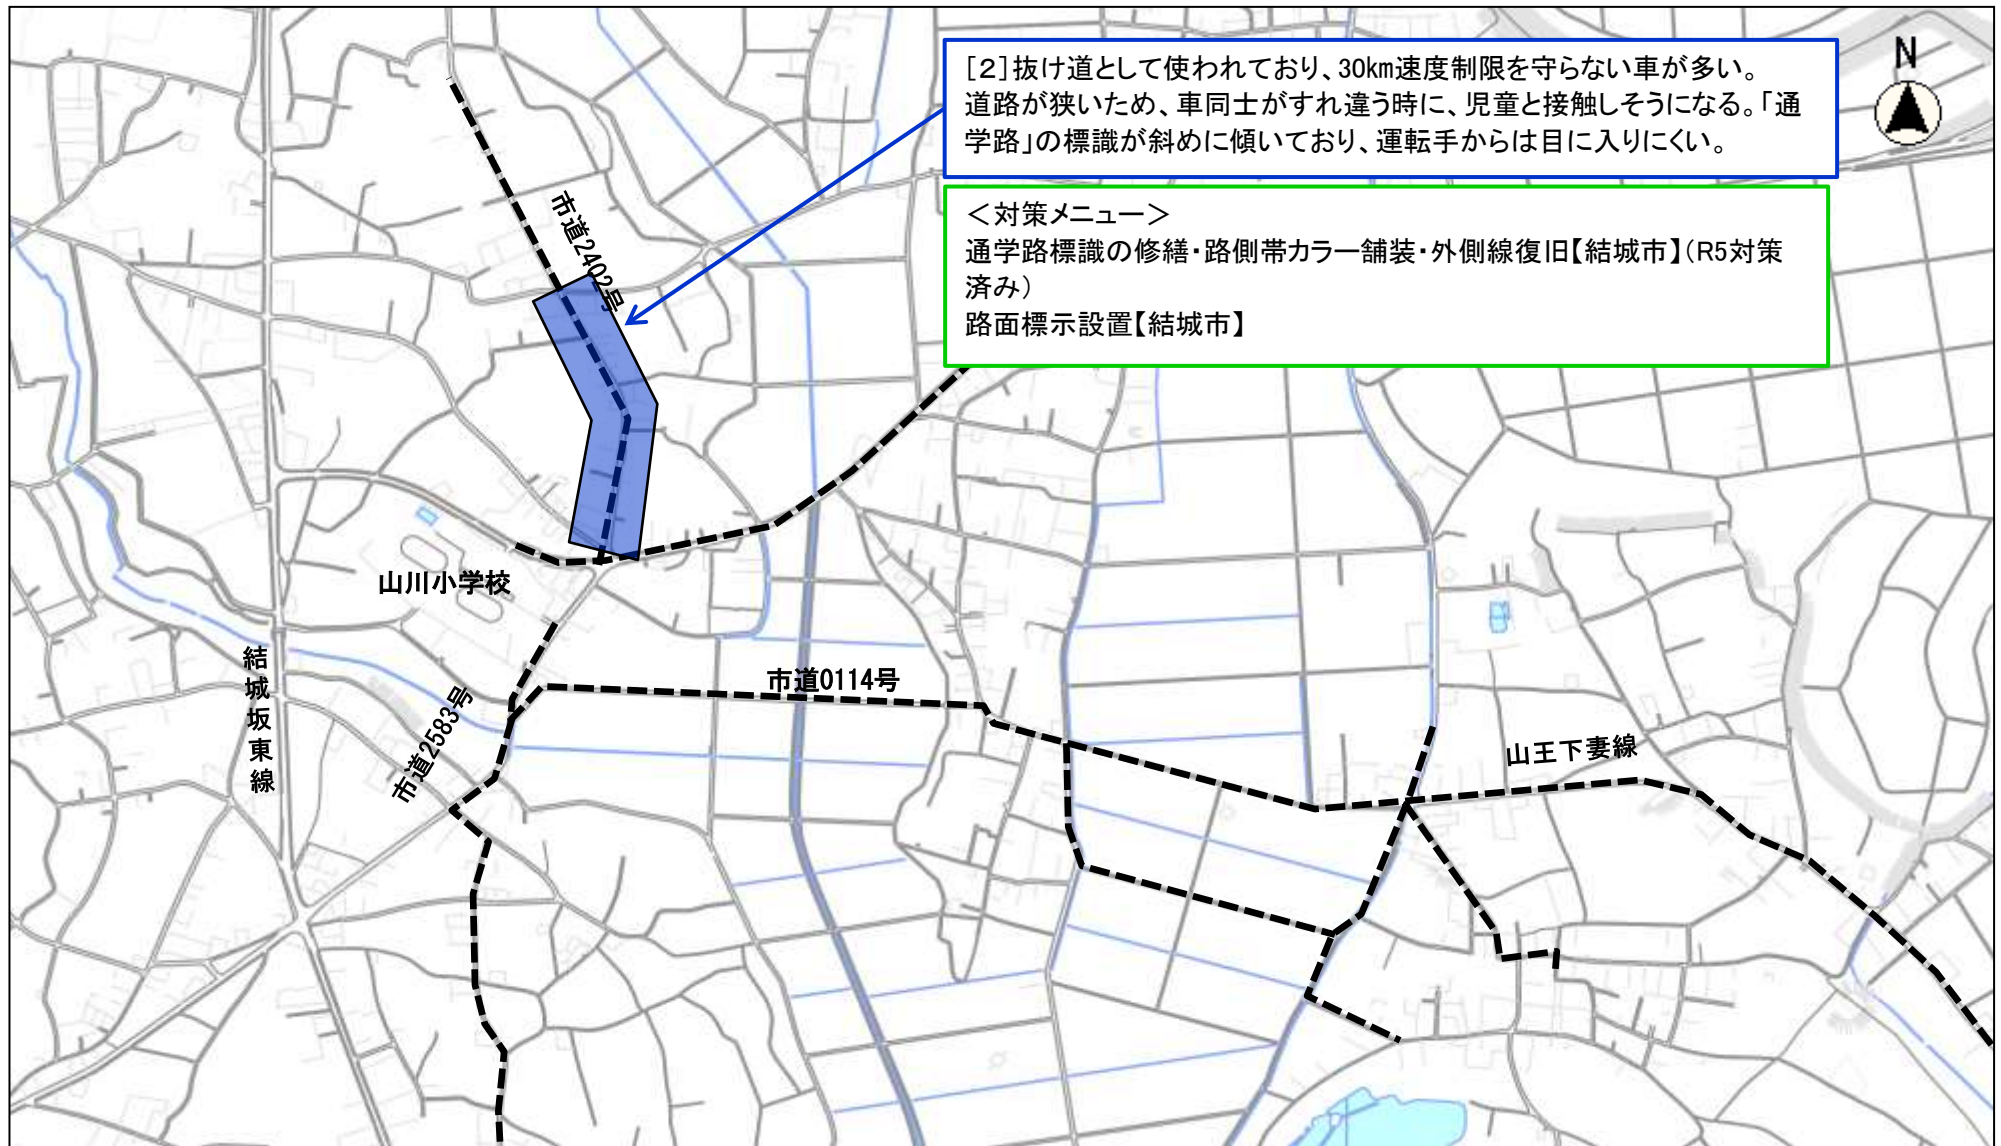 [2]抜け道として使われており、30km速度制限を守らない車が多い。
道路が狭いため、車同士がすれ違う時に、児童と接触しそうになる。「通
学路」の標識が斜めに傾いており、運転手からは目に入りにくい。
N
＜対策メニュー＞
通学路標識の修繕・路側帯カラー舗装・外側線復旧【結城市】（R5対策
済み）
路面標示設置【結城市】
市道2402号
山川小学校
結城坂東線
市道2583号
市道0114号
山王下妻線